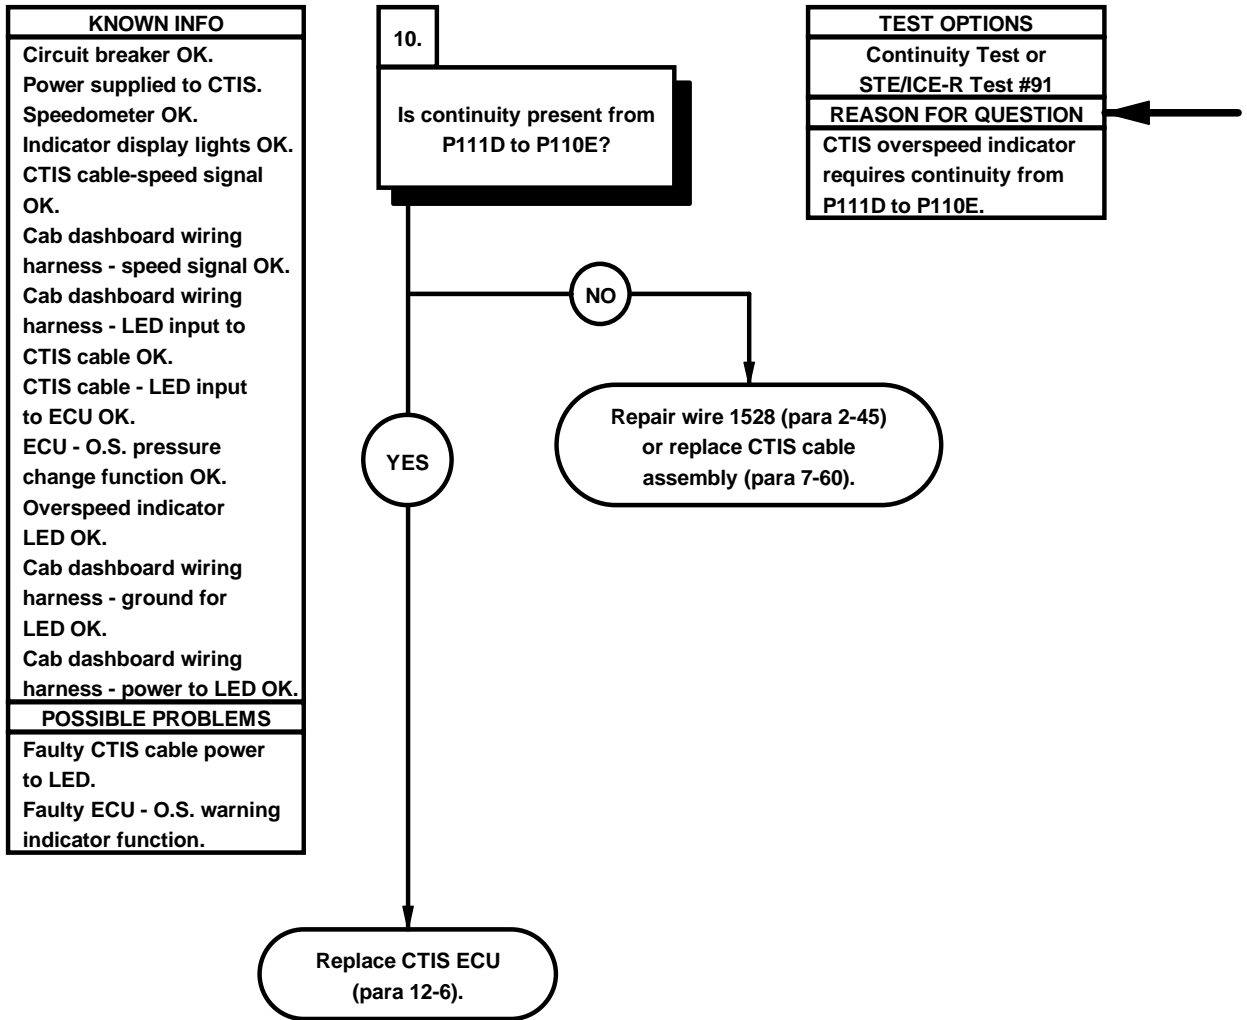 KNOWN INFO
Circuit breaker OK.
Power supplied to CTIS.
Speedometer OK.
Indicator display lights OK.
CTIS cable-speed signal
OK.
Cab dashboard wiring
harness - speed signal OK.
Cab dashboard wiring
harness - LED input to
CTIS cable OK.
CTIS cable - LED input
to ECU OK.
ECU - O.S. pressure
change function OK.
Overspeed indicator
LED OK.
Cab dashboard wiring
harness - ground for
LED OK.
Cab dashboard wiring
harness - power to LED OK.
POSSIBLE PROBLEMS
Faulty CTIS cable power
to LED.
Faulty ECU - O.S. warning
indicator function.
10.
Is continuity present from
P111D to P110E?
TEST OPTIONS
Continuity Test or
STE/ICE-R Test #91
REASON FOR QUESTION
CTIS overspeed indicator
requires continuity from
P111D to P110E.
NO
Repair wire 1528 (para 2-45)
or replace CTIS cable
assembly (para 7-60).
YES
Replace CTIS ECU
(para 12-6).